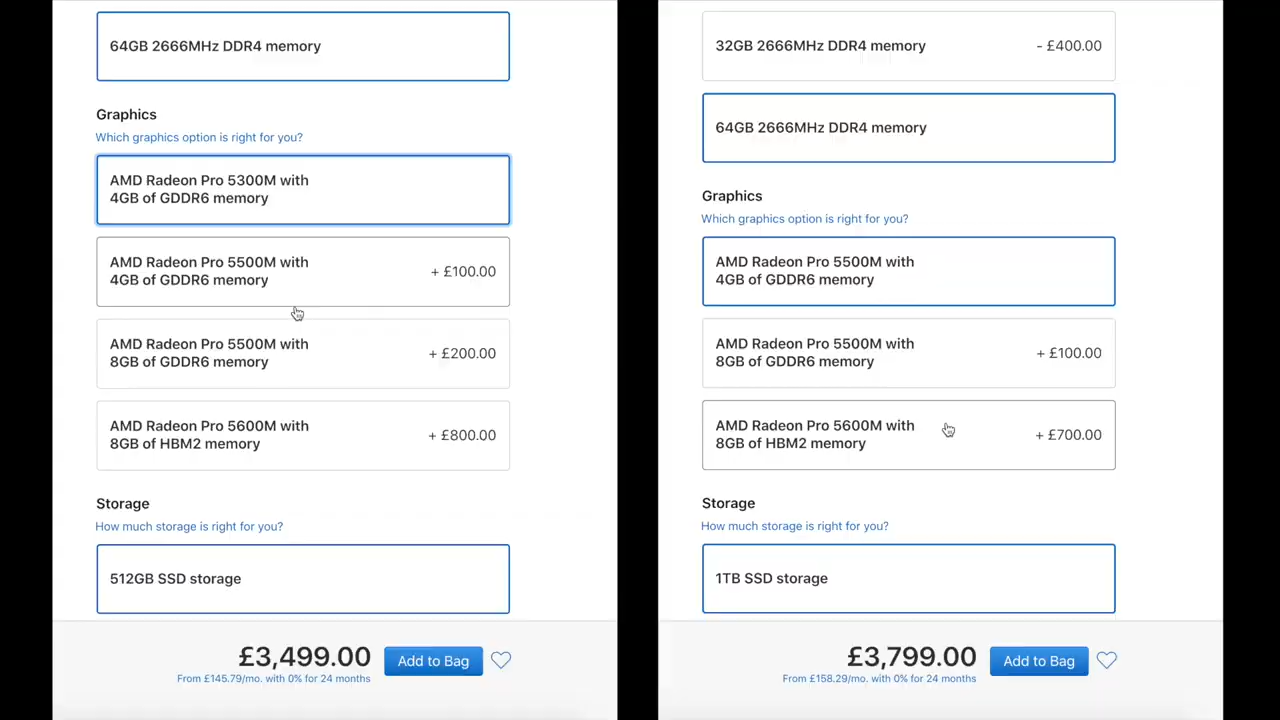 64GB 2666MHz DDR4 memory
Graphics
Which graphics option is right for you?
AMD Radeon Pro 5300M with
4GB of GDDR6 memory
AMD Radeon Pro 5500M with
4GB of GDDR6 memory
+ £100.00
AMD Radeon Pro 5500M with
8GB of GDDR6 memory
+ £200.00
AMD Radeon Pro 5600M with
8GB of HBM2 memory
+ £800.00
Storage
How much storage is right for you?
512GB SSD storage
£3,499.00
From £145.79/mo. with 0% for 24 months
Add to Bag
32GB 2666MHz DDR4 memory
- £400.00
64GB 2666MHz DDR4 memory
Graphics
Which graphics option is right for you?
AMD Radeon Pro 5500M with
4GB of GDDR6 memory
AMD Radeon Pro 5500M with
8GB of GDDR6 memory
+ £100.00
AMD Radeon Pro 5600M with
8GB of HBM2 memory
+ £700.00
Storage
How much storage is right for you?
1TB SSD storage
£3,799.00
From £158.29/mo. with 0% for 24 months
Add to Bag